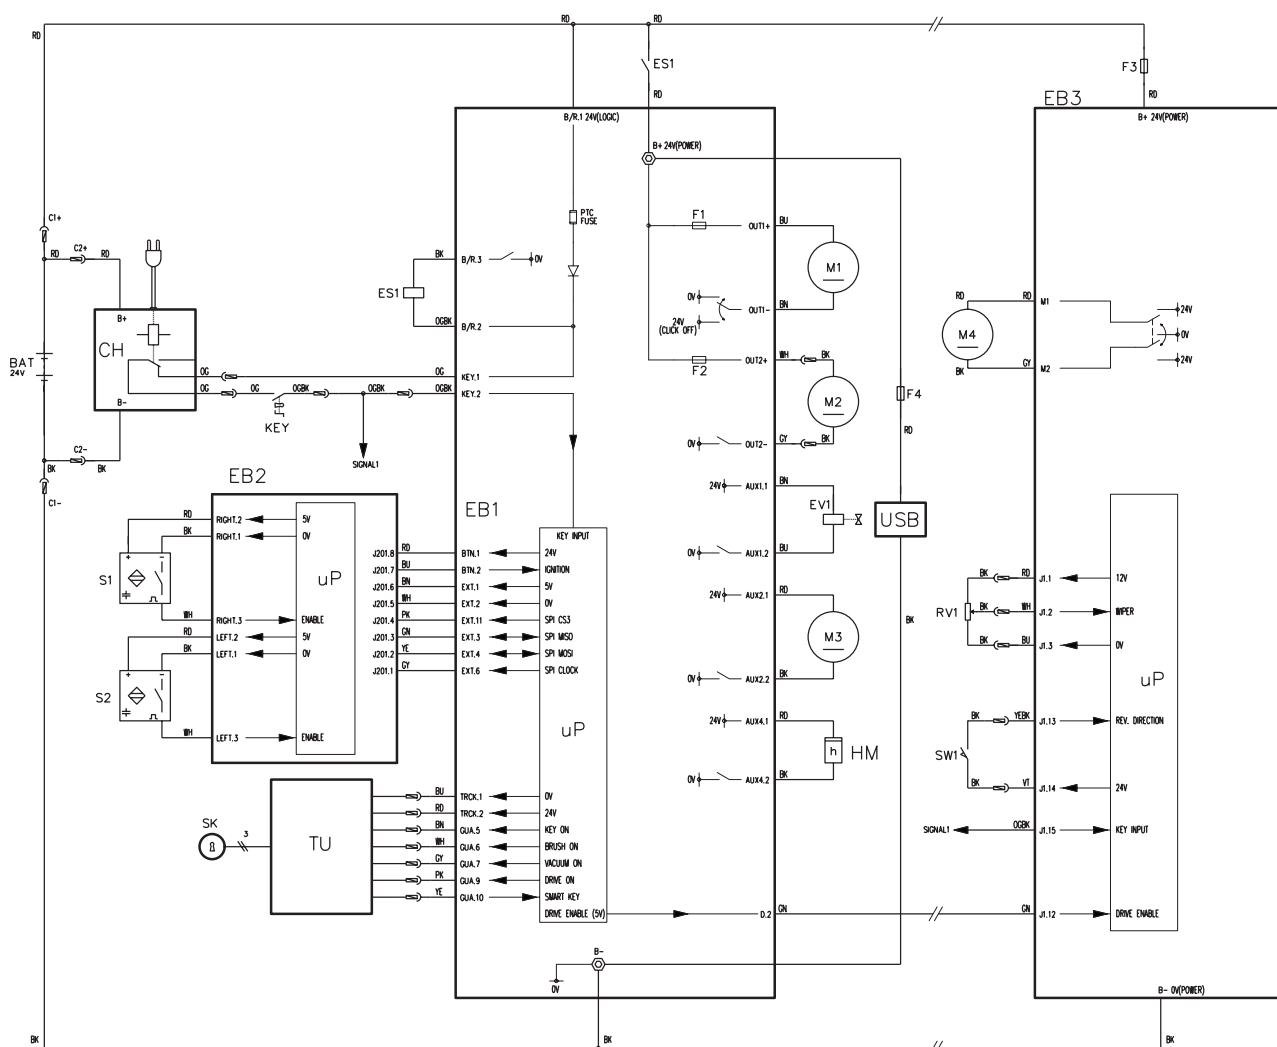 RD
RD
RD
RD
ES1
RD
F3
RD
EB3
B/R.1 24V(LOGIC)
B+ 24V(POWER)
B+ 24V(POWER)
C1+
RD
C2+
RD
PTC
FUSE
F1
OUT1+
BU
M1
BK
B/R.3
0V
ES1
OGBK
B/R.2
0V
24V
(CLICK OFF)
OUT1-
BN
RD
RD
M1
24V
M4
0V
24V
BK
GY
M2
B+
CH
BAT
24V
B-
OG
OG
KEY.1
OG
OG
OGBK
OGBK
OGBK
KEY.2
KEY
SIGNAL1
F2
OUT2+
WH
BK
M2
F4
RD
0V
OUT2-
GY
BK
C2-
BK
BK
C1-
EB2
EB1
24V
AUX1.1
BN
EV1
USB
0V
AUX1.2
BU
RD
RIGHT.2
5V
BK
RIGHT.1
0V
uP
S1
WH
RIGHT.3
ENABLE
RD
LEFT.2
5V
BK
LEFT.1
0V
S2
WH
LEFT.3
ENABLE
J201.8
RD
BTN.1
24V
J201.7
BU
BTN.2
IGNITION
J201.6
BN
EXT.1
5V
J201.5
WH
EXT.2
0V
J201.4
PK
EXT.11
SPI CS3
J201.3
GN
EXT.3
SPI MISO
J201.2
YE
EXT.4
SPI MOSI
J201.1
GY
EXT.6
SPI CLOCK
KEY INPUT
uP
24V
AUX2.1
RD
M3
0V
AUX2.2
BK
24V
AUX4.1
RD
h
HM
0V
AUX4.2
BK
BK
BK
RD
J1.1
12V
RV1
BK
WH
J1.2
WIPER
BK
BU
J1.3
0V
uP
BK
YEBK
J1.13
REV. DIRECTION
SW1
BK
VT
J1.14
24V
SIGNAL1
OGBK
J1.15
KEY INPUT
GN
J1.12
DRIVE ENABLE
SK
3
TU
BU
TRCK.1
0V
RD
TRCK.2
24V
BN
GUA.5
KEY ON
WH
GUA.6
BRUSH ON
GY
GUA.7
VACUUM ON
PK
GUA.9
DRIVE ON
YE
GUA.10
SMART KEY
DRIVE ENABLE (5V)
D.2
GN
B-
0V
B- 0V(POWER)
BK
BK
BK